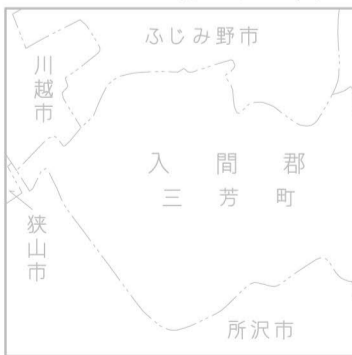 ふじみ野市
川越市
入間郡
三芳町
狭山市
所沢市